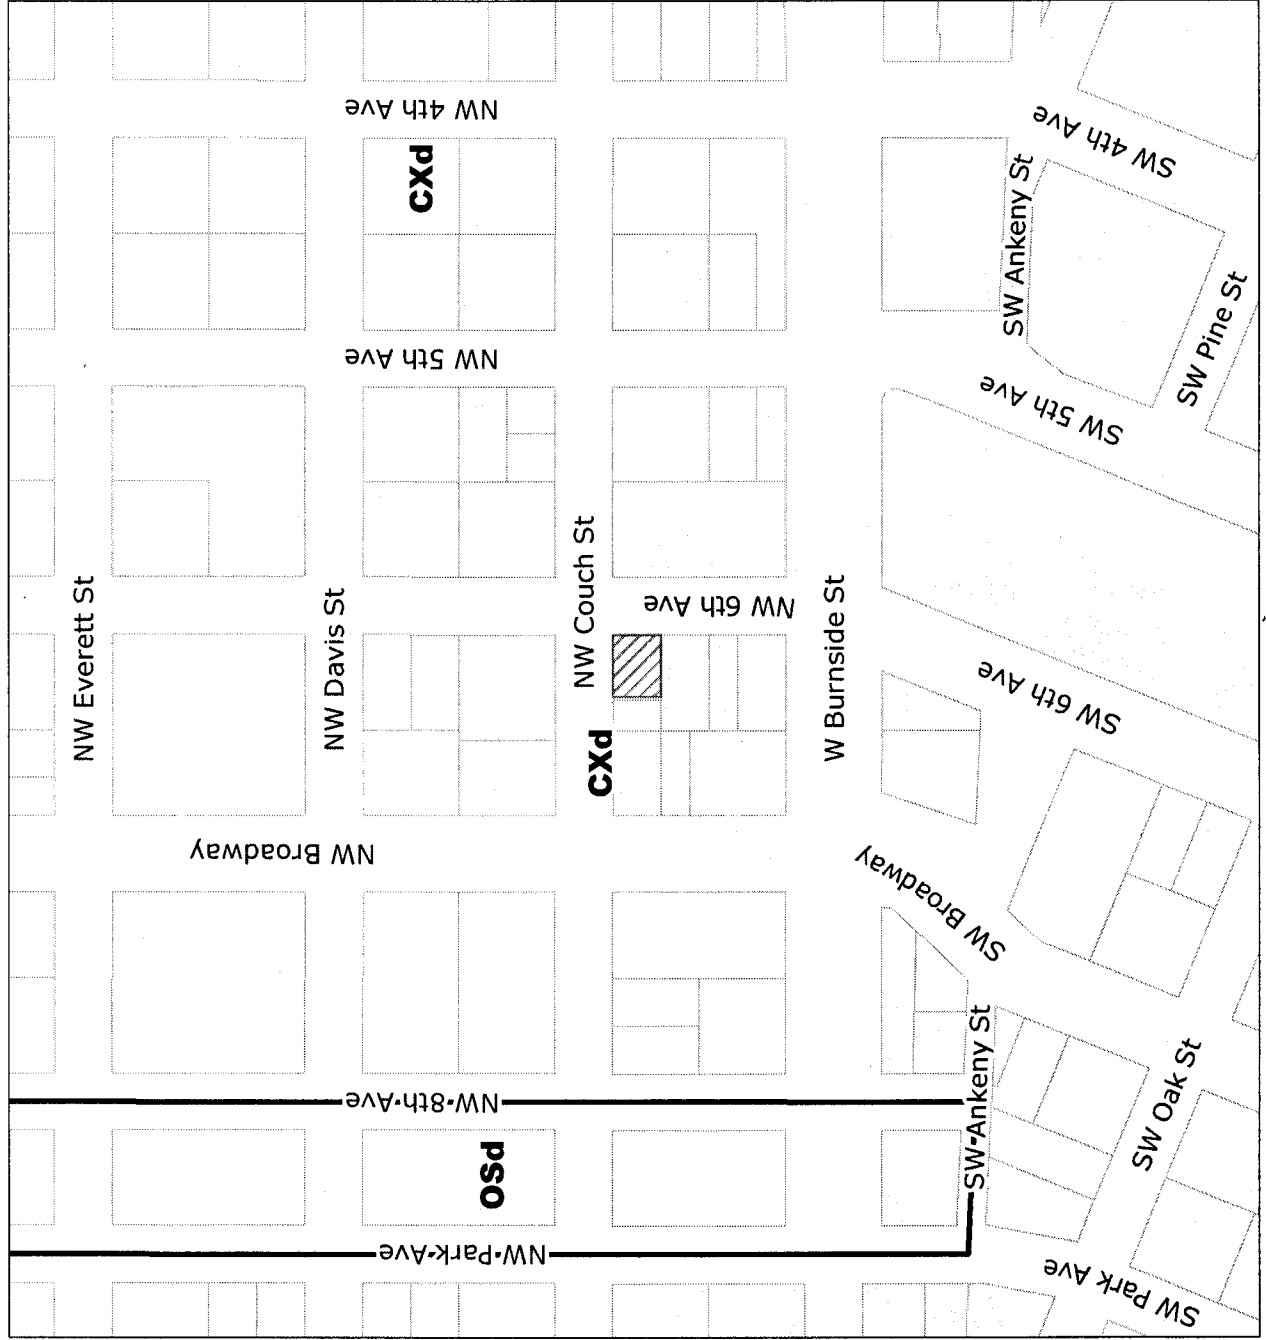 NW 4th Ave
SW 4th Ave
CXd
SW Ankeny St
SW Pine St
NW 5th Ave
SW 5th Ave
NW Couch St
NW Everett St
NW Davis St
NW 6th Ave
W Burnside St
SW 6th Ave
CXd
NW Broadway
SW Broadway
NW 8th Ave
SW Ankeny St
SW Oak St
OSd
NW Park Ave
SW Park Ave